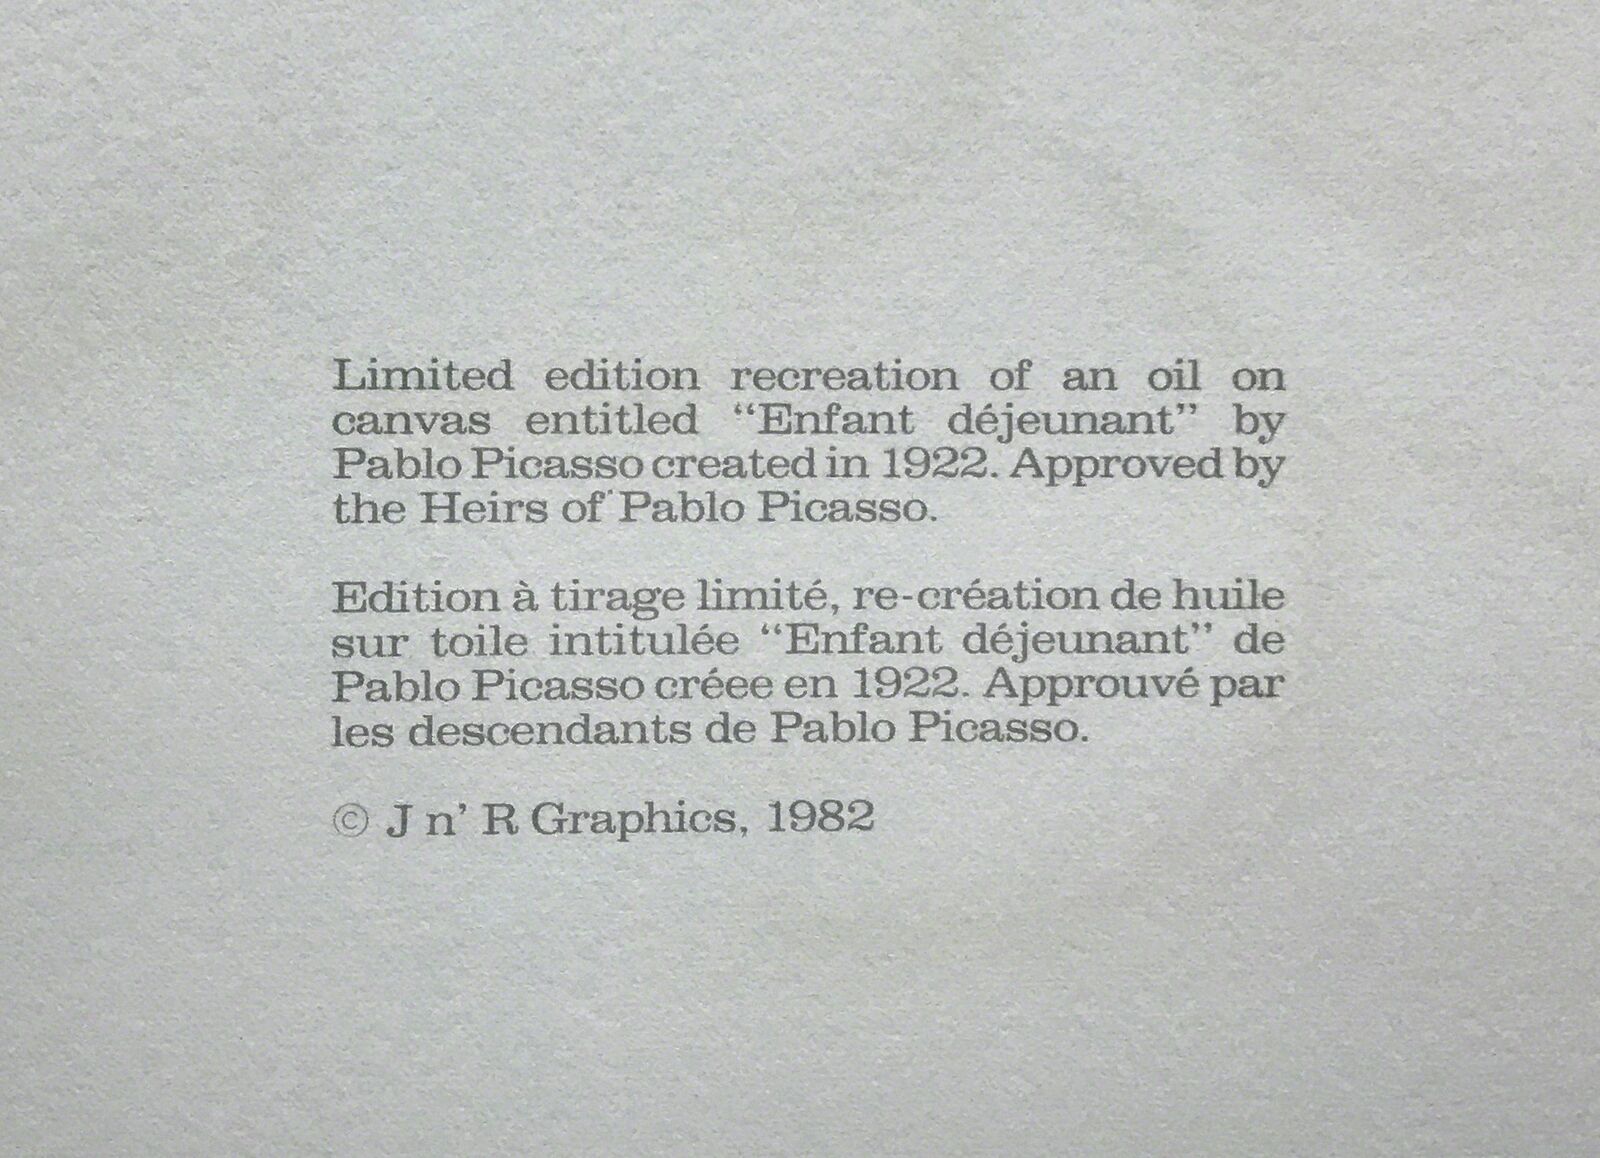 Limited edition recreation of an oil on
canvas entitled “Enfant déjeunant” by
Pablo Picasso created in 1922. Approved by
the Heirs of Pablo Picasso.
Edition à tirage limité, re-création de huile
sur toile intitulée “Enfant déjeunant” de
Pablo Picasso créee en 1922. Approuvé par
les descendants de Pablo Picasso.
© J n’ R Graphics, 1982